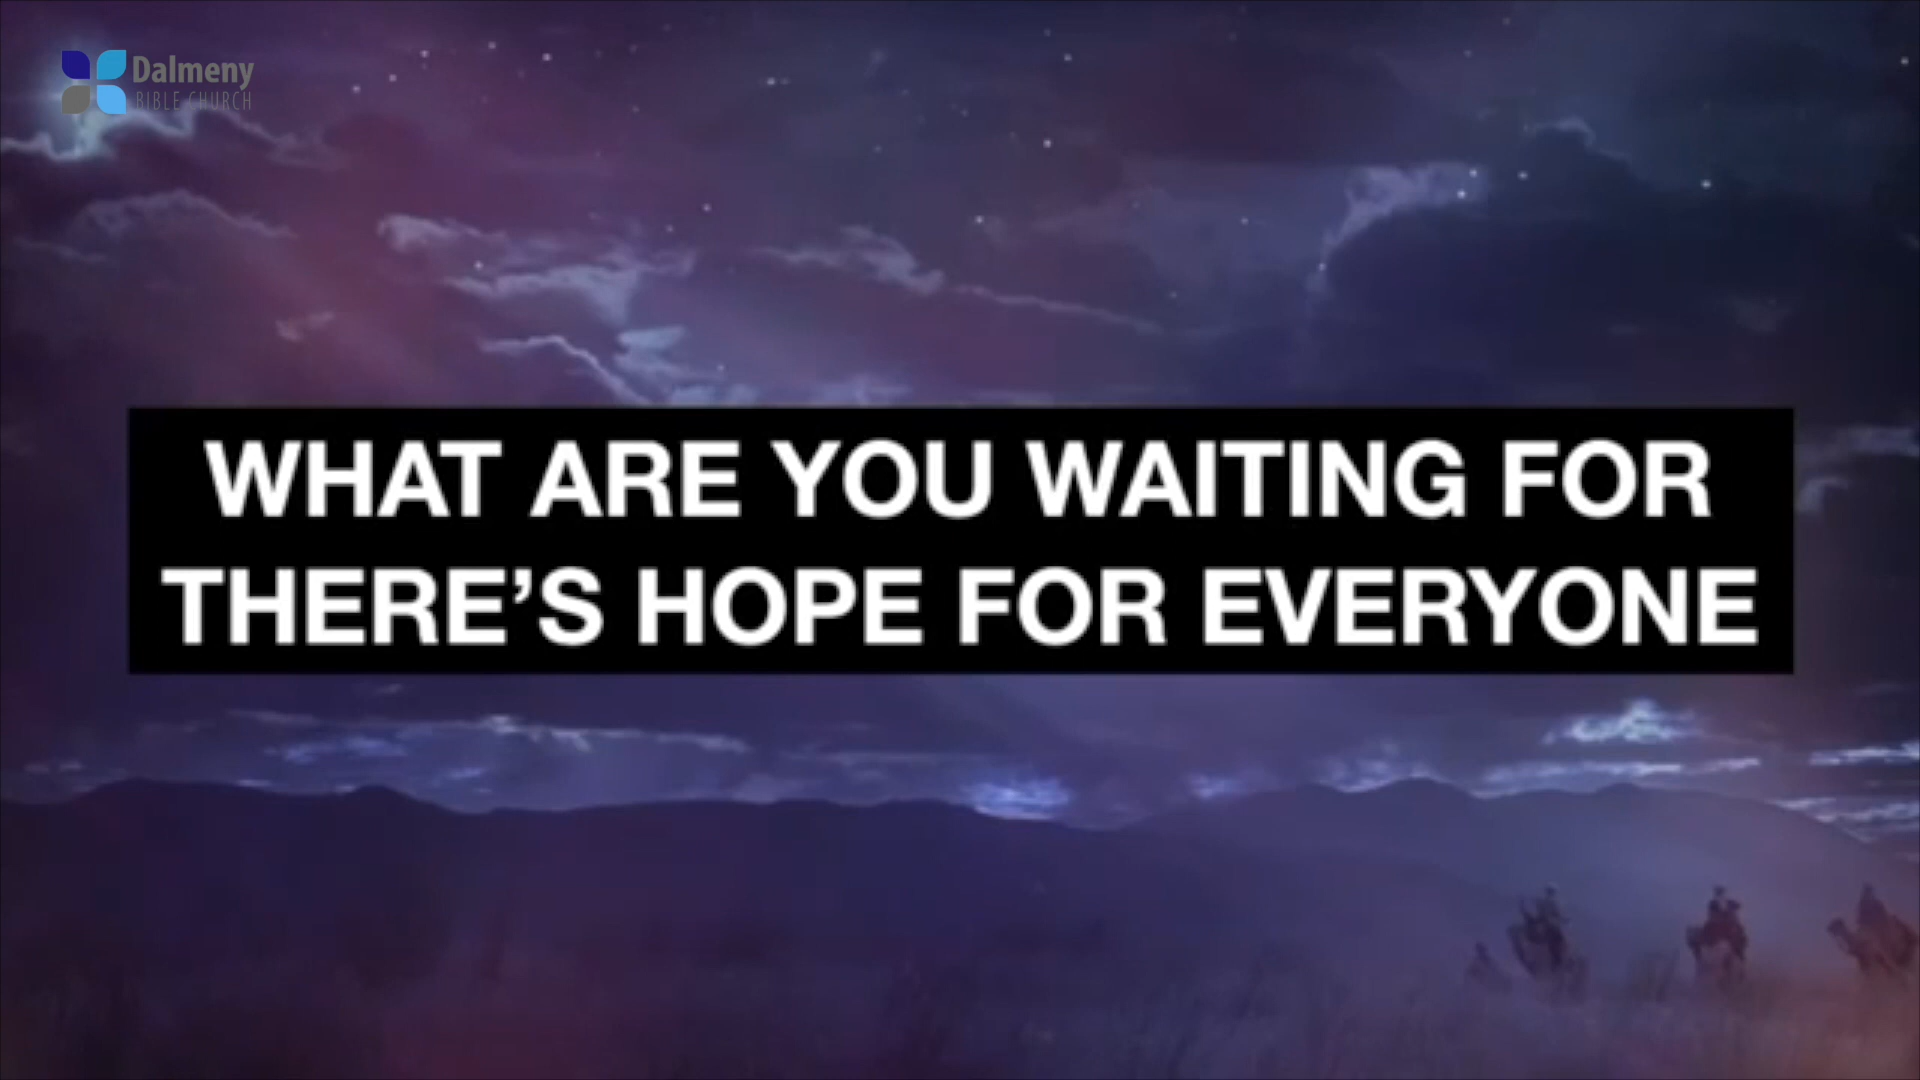 Dalmeny
BIBLE CHURCH
WHAT ARE YOU WAITING FOR
THERE’S HOPE FOR EVERYONE